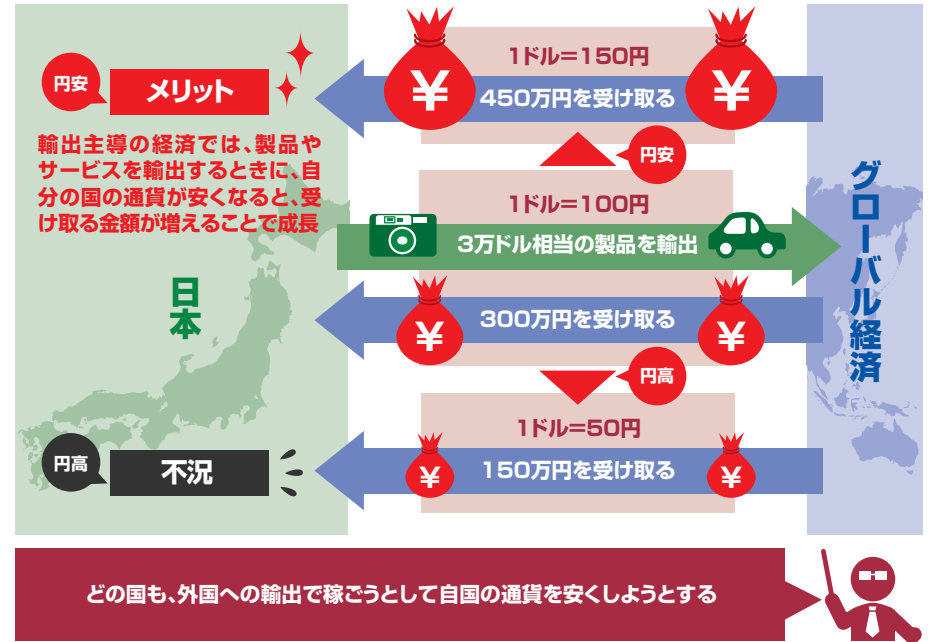 円安
メリット
輸出主導の経済では、製品や
サービスを輸出するときに、自
分の国の通貨が安くなると、受
け取る金額が増えることで成長
1ドル=150円
¥
450万円を受け取る
¥
円安
1ドル=100円
3万ドル相当の製品を輸出
日本
グローバル経済
¥
300万円を受け取る
¥
円高
1ドル=50円
円高
不況
¥
150万円を受け取る
¥
どの国も、外国への輸出で稼ごうとして自国の通貨を安くしようとする